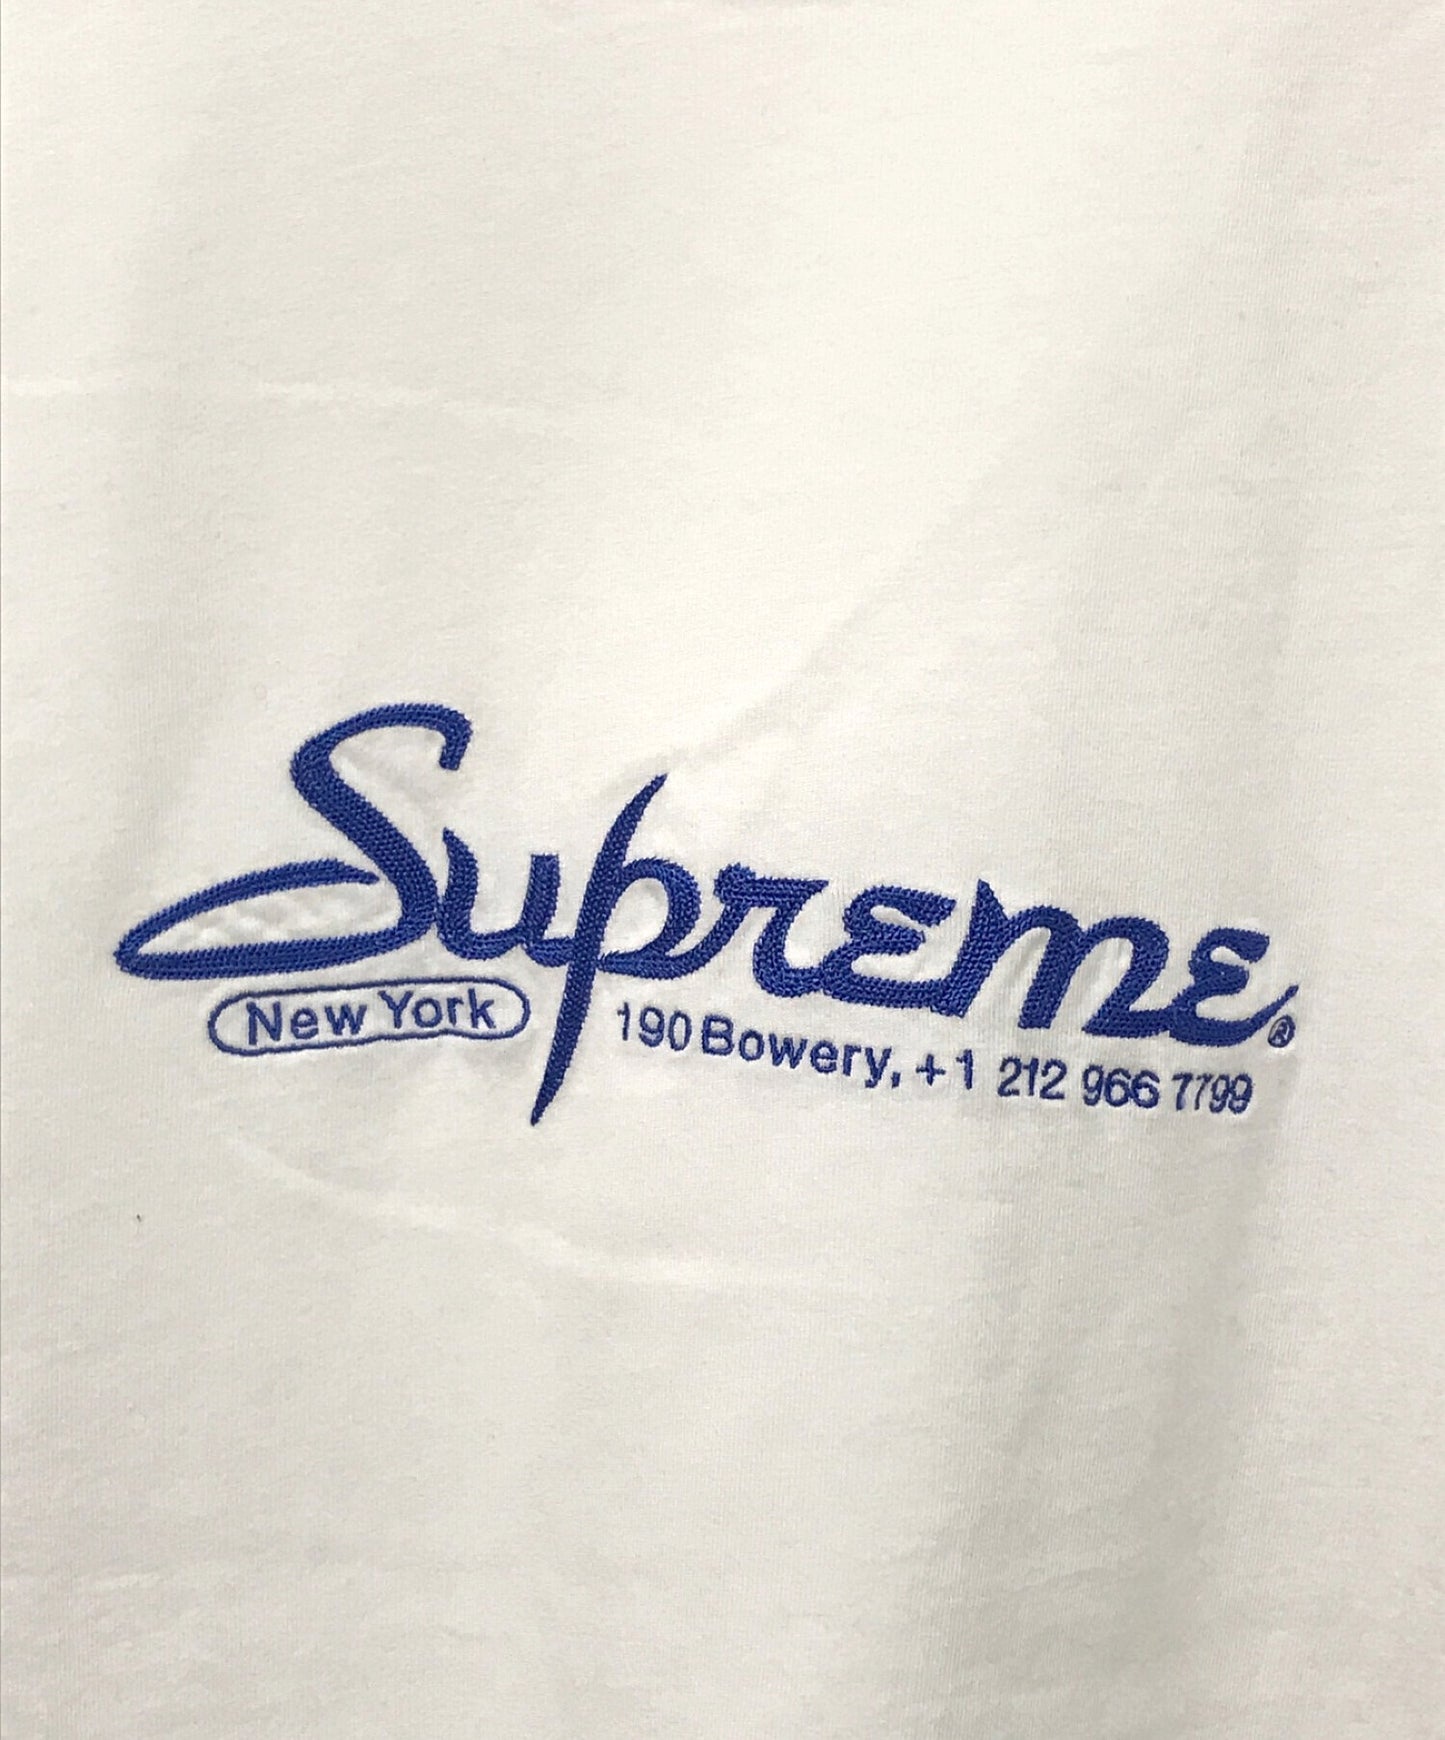 Supreme®
New York
190 Bowery, +1 212 966 7799